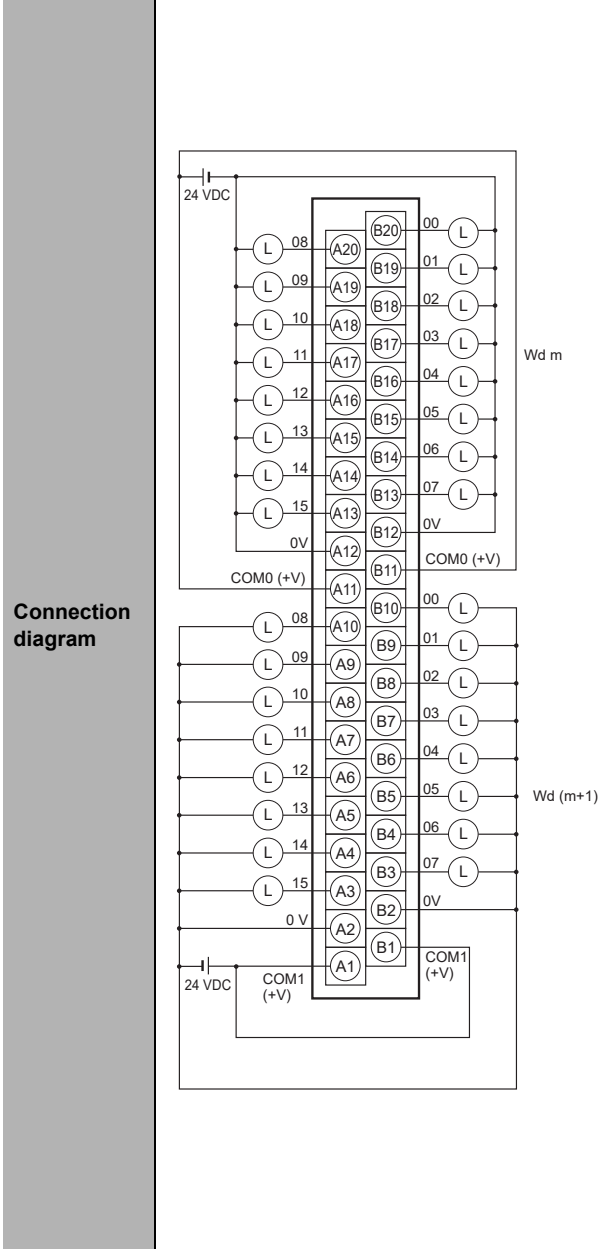 Connection
diagram
24 VDC
08 L A20 B20 00 L
09 L A19 B19 01 L
10 L A18 B18 02 L
11 L A17 B17 03 L
Wd m
12 L A16 B16 04 L
13 L A15 B15 05 L
14 L A14 B14 06 L
15 L A13 B13 07 L
0V A12 B12 0V
COM0 (+V) A11 B11 COM0 (+V)
08 L A10 B10 00 L
09 L A9 B9 01 L
10 L A8 B8 02 L
11 L A7 B7 03 L
12 L A6 B6 04 L
13 L A5 B5 05 L
Wd (m+1)
14 L A4 B4 06 L
15 L A3 B3 07 L
0 V A2 B2 0V
24 VDC
COM1
(+V)
A1 B1
COM1
(+V)